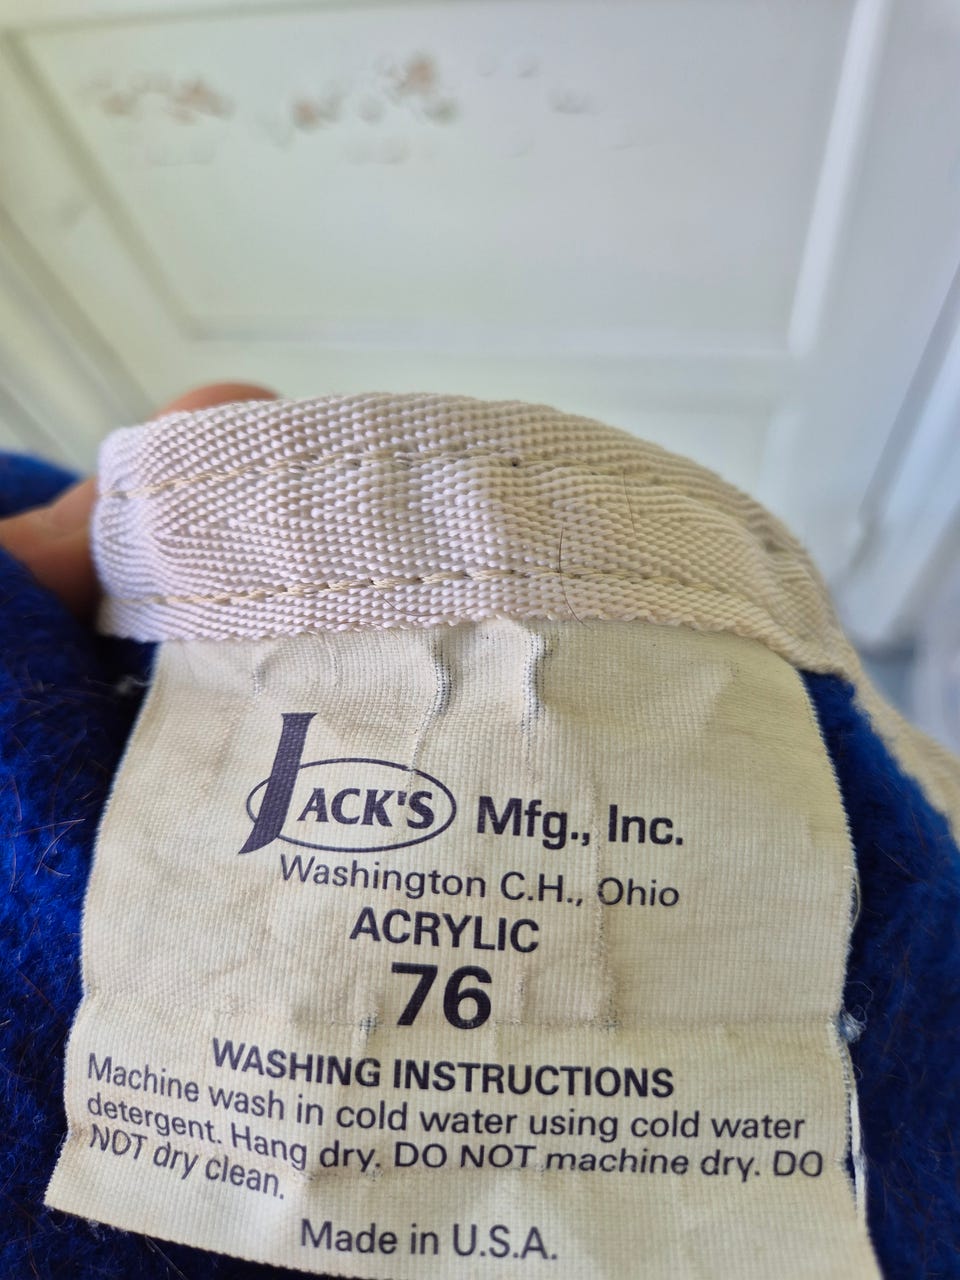 JACK'S Mfg., Inc.
Washington C.H., Ohio
ACRYLIC
76
WASHING INSTRUCTIONS
Machine wash in cold water using cold water
detergent. Hang dry. DO NOT machine dry. DO
NOT dry clean.
Made in U.S.A.